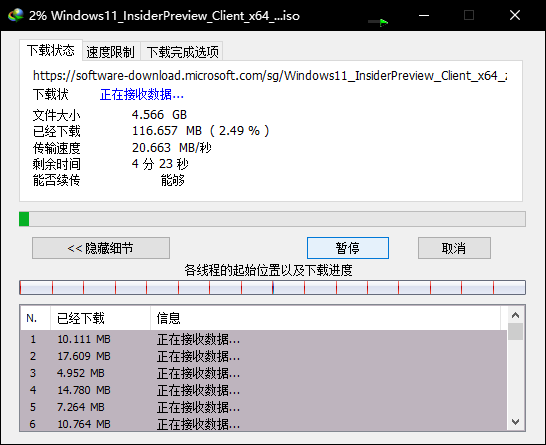 2% Windows11_InsiderPreview_Client_x64_...iso
下载状态 速度限制 下载完成选项
https://software-download.microsoft.com/sg/Windows11_InsiderPreview_Client_x64_z
下载状 正在接收数据...
文件大小 4.566 GB
已经下载 116.657 MB ( 2.49 % )
传输速度 20.663 MB/秒
剩余时间 4 分 23 秒
能否续传 能够
<< 隐藏细节 暂停 取消
各线程的起始位置以及下载进度
N. 已经下载 信息
1 10.111 MB 正在接收数据...
2 17.609 MB 正在接收数据...
3 4.952 MB 正在接收数据...
4 14.780 MB 正在接收数据...
5 7.264 MB 正在接收数据...
6 10.764 MB 正在接收数据...